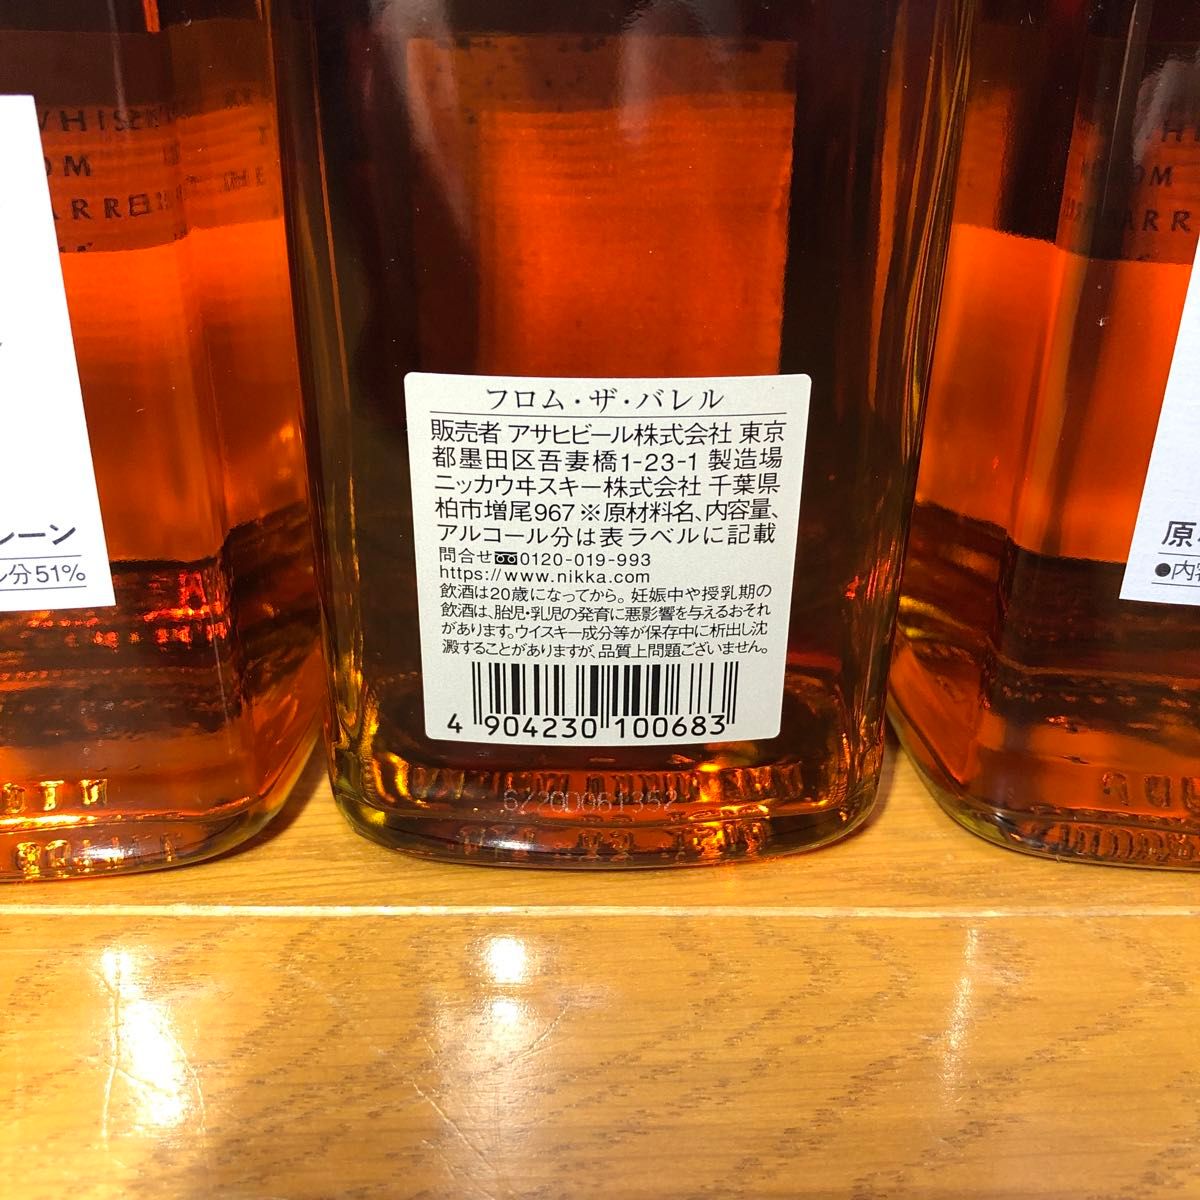 フロム・ザ・バレル
販売者 アサヒビール株式会社 東京
都墨田区吾妻橋1-23-1 製造場
ニッカウヰスキー株式会社 千葉県
柏市増尾967 ※原材料名、内容量、
アルコール分は表ラベルに記載
問合せ 0120-019-993
https://www.nikka.com
飲酒は20歳になってから。妊娠中や授乳期の
飲酒は、胎児・乳児の発育に悪影響を与えるおそれ
があります。ウイスキー成分等が保存中に析出し沈
澱することがありますが、品質上問題ございません。
4 904230 100683
レーン
分51%
原
●内